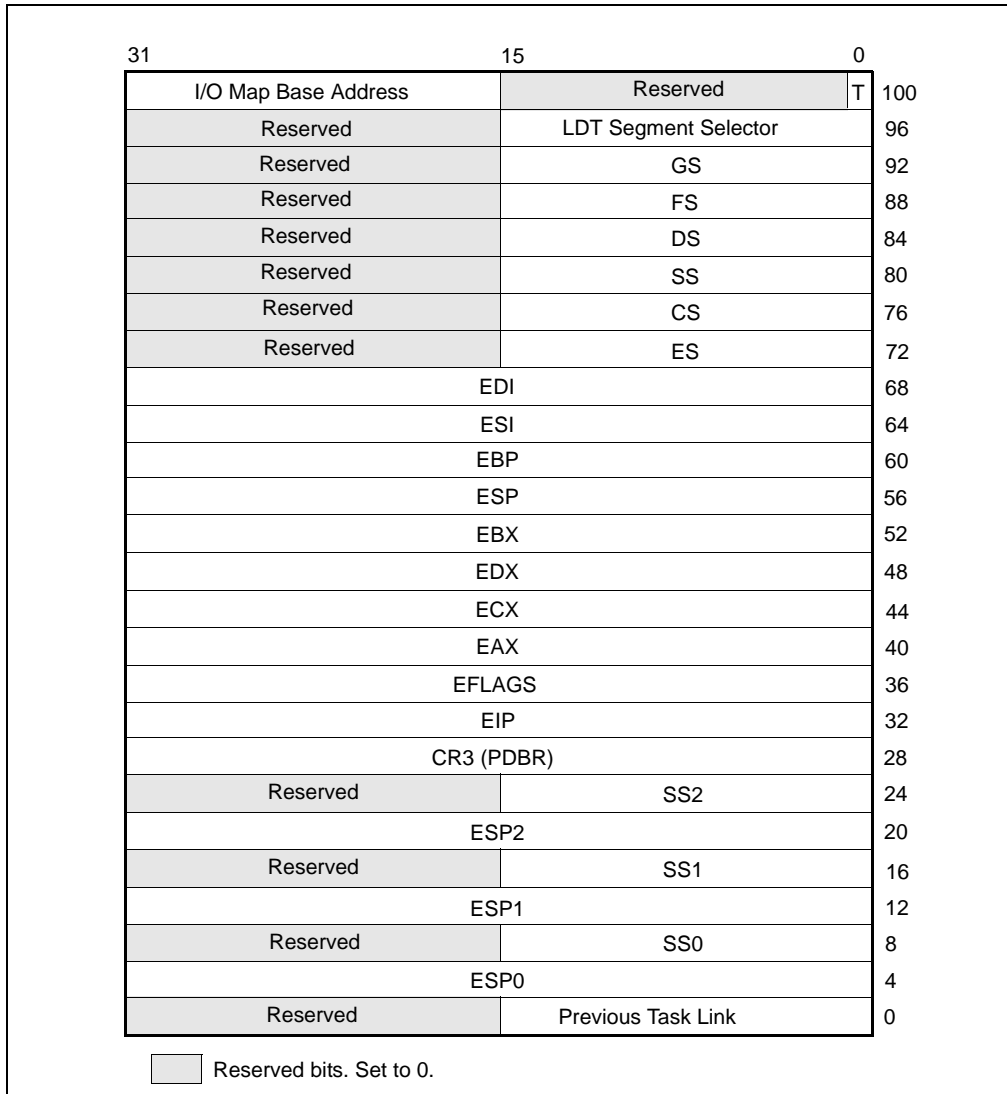 31 15 0
I/O Map Base Address Reserved T 100
Reserved LDT Segment Selector 96
Reserved GS 92
Reserved FS 88
Reserved DS 84
Reserved SS 80
Reserved CS 76
Reserved ES 72
EDI 68
ESI 64
EBP 60
ESP 56
EBX 52
EDX 48
ECX 44
EAX 40
EFLAGS 36
EIP 32
CR3 (PDBR) 28
Reserved SS2 24
ESP2 20
Reserved SS1 16
ESP1 12
Reserved SS0 8
ESP0 4
Reserved Previous Task Link 0
Reserved bits. Set to 0.